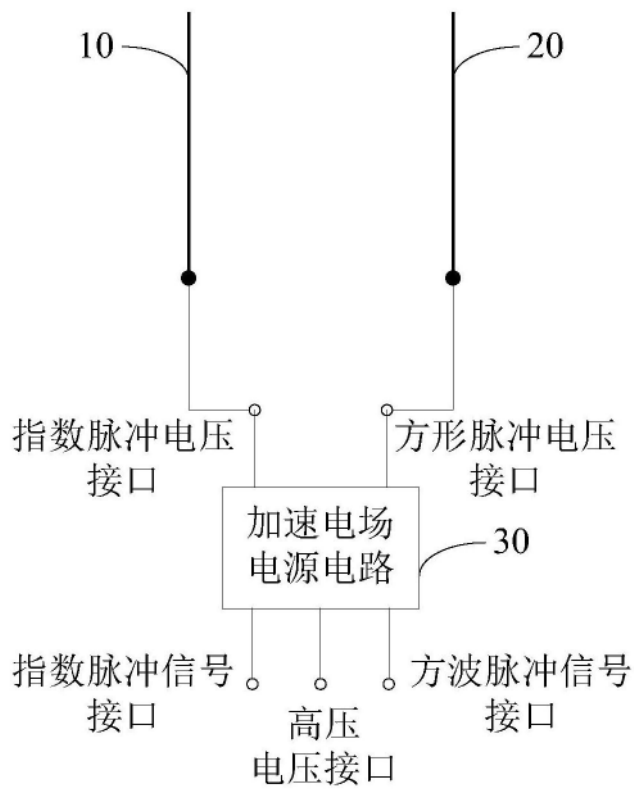 10
20
指数脉冲电压
接口
方形脉冲电压
接口
加速电场
电源电路
30
指数脉冲信号
接口
高压
电压接口
方波脉冲信号
接口